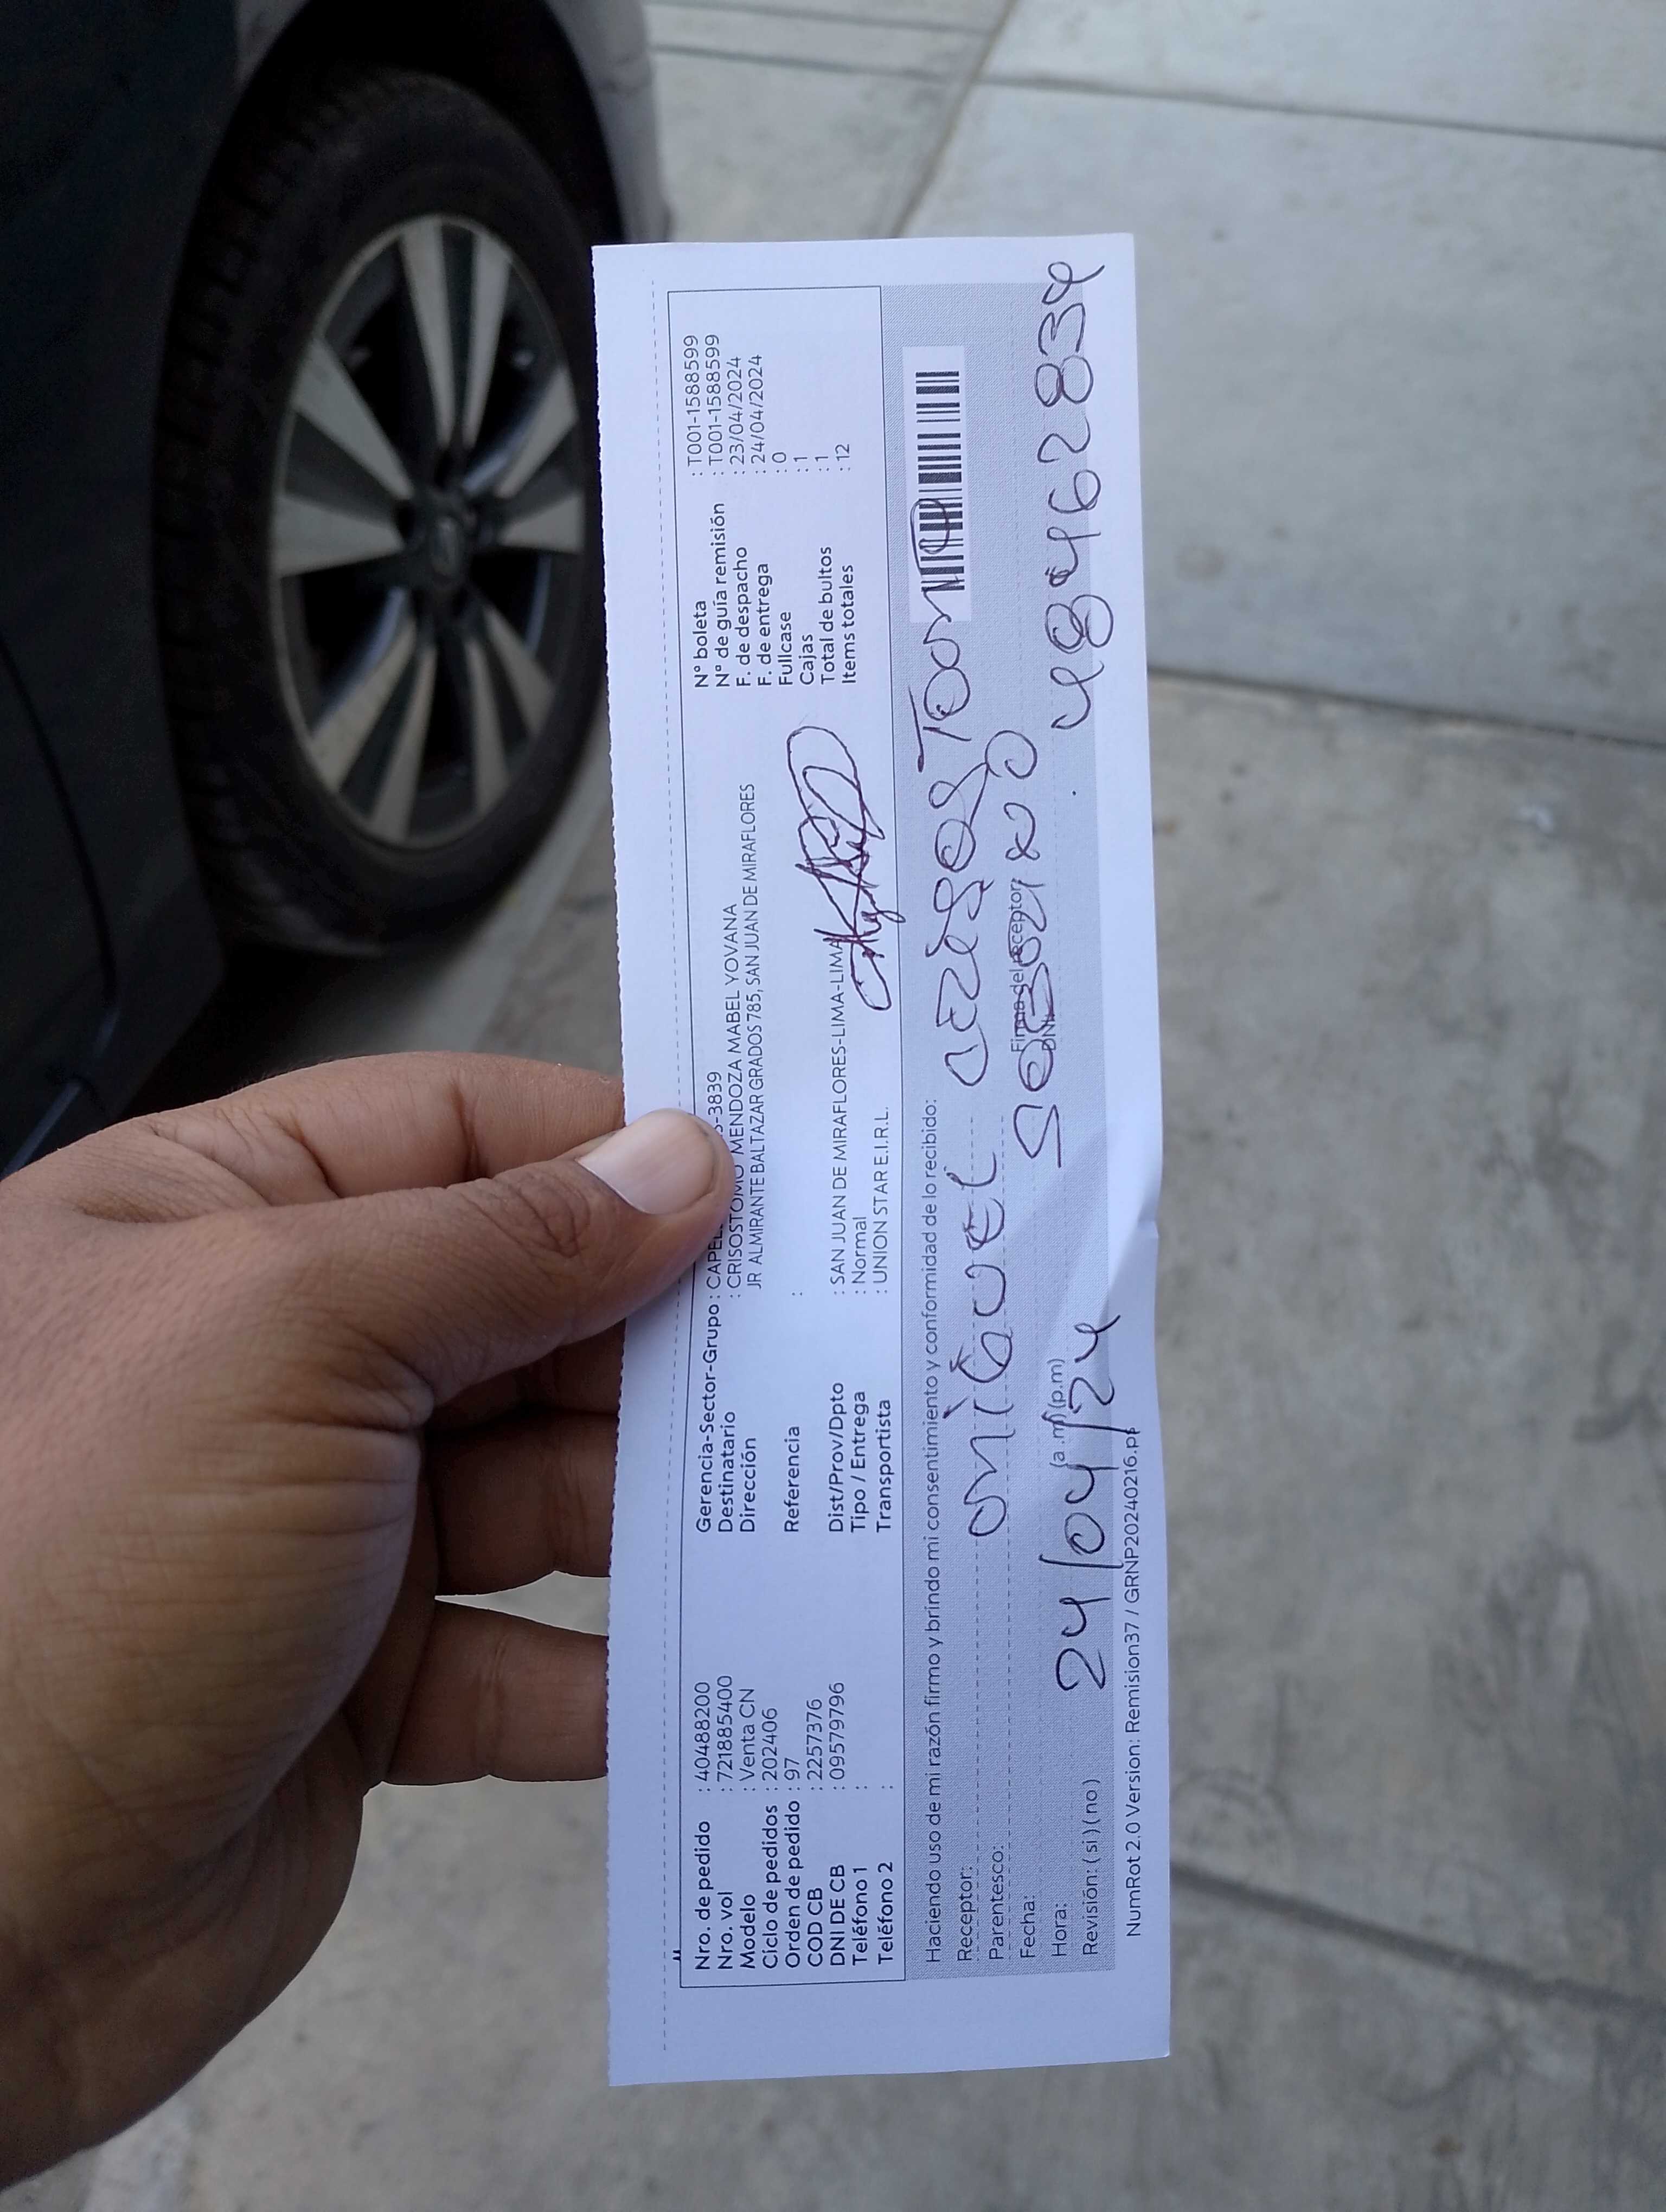 Nro. de pedido : 40488200
Nro. vol : 721885400
Modelo : Venta CN
Ciclo de pedidos : 202406
Orden de pedido : 97
COD CB : 2257376
DNI DE CB : 09579796
Teléfono 1 :
Teléfono 2 :
Gerencia-Sector-Grupo : CAPEL -3839
Destinatario : CRISOSTOMO MENDOZA MABEL YOVANA
Dirección JR ALMIRANTE BALTAZAR GRADOS 785, SAN JUAN DE MIRAFLORES
Referencia :
Dist/Prov/Dpto : SAN JUAN DE MIRAFLORES-LIMA-LIMA
Tipo / Entrega : Normal
Transportista : UNION STAR E.I.R.L.
N° boleta : T001-1588599
N° de guía remisión : T001-1588599
F. de despacho : 23/04/2024
F. de entrega : 24/04/2024
Fullcase : 0
Cajas : 1
Total de bultos : 1
Items totales : 12
Haciendo uso de mi razón firmo y brindo mi consentimiento y conformidad de lo recibido:
Receptor: MIGUEL
Parentesco: SOBRINO
Firma del receptor
DNI 48462834
Fecha: 24/04/24
Hora: (a.m) (p.m)
Revisión: ( si ) ( no )
NumRot 2.0 Version: Remision37 / GRNP20240216.pf